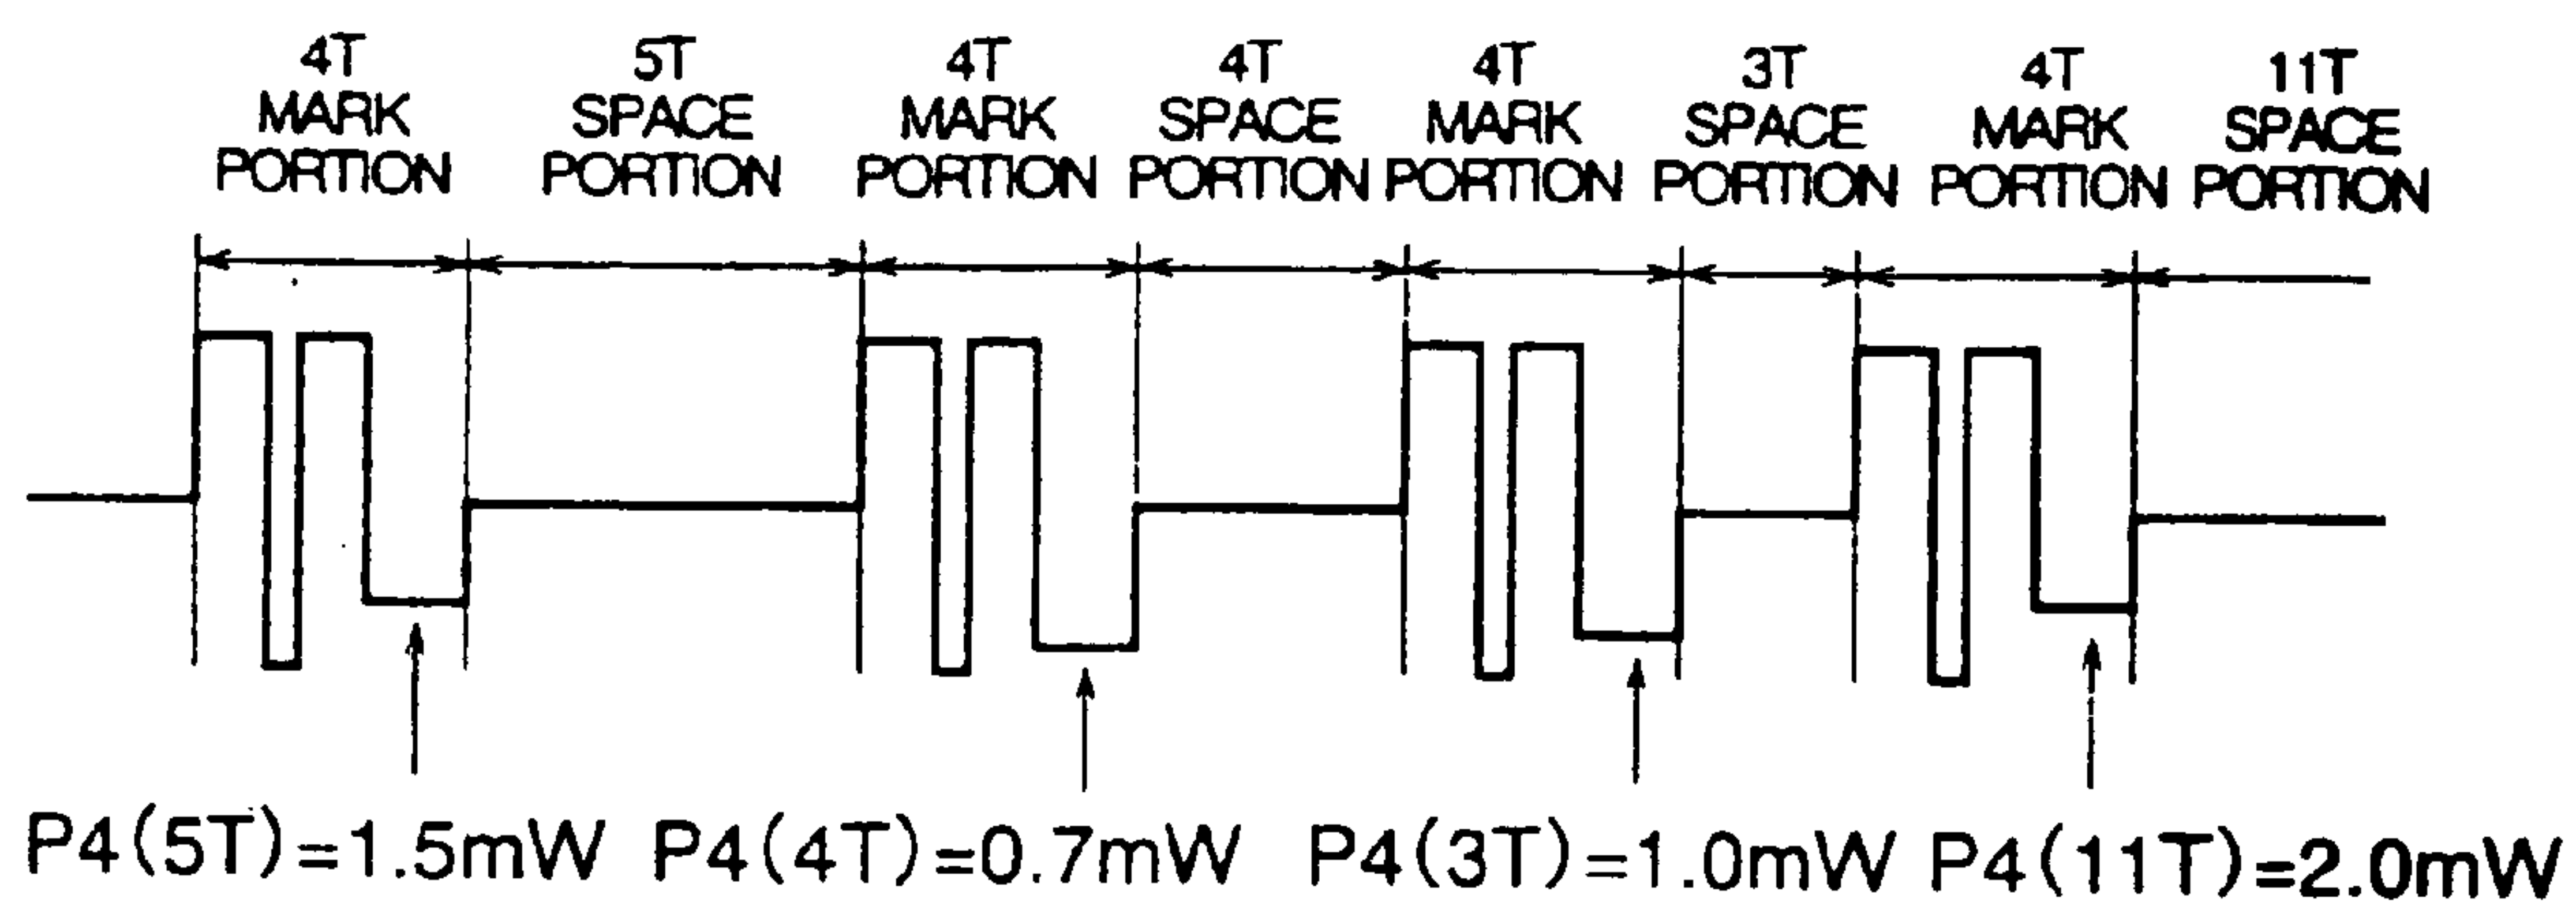 4T
MARK
PORTION
5T
SPACE
PORTION
4T
MARK
PORTION
4T
SPACE
PORTION
4T
MARK
PORTION
3T
SPACE
PORTION
4T
MARK
PORTION
11T
SPACE
PORTION
P4(5T)=1.5mW
P4(4T)=0.7mW
P4(3T)=1.0mW
P4(11T)=2.0mW